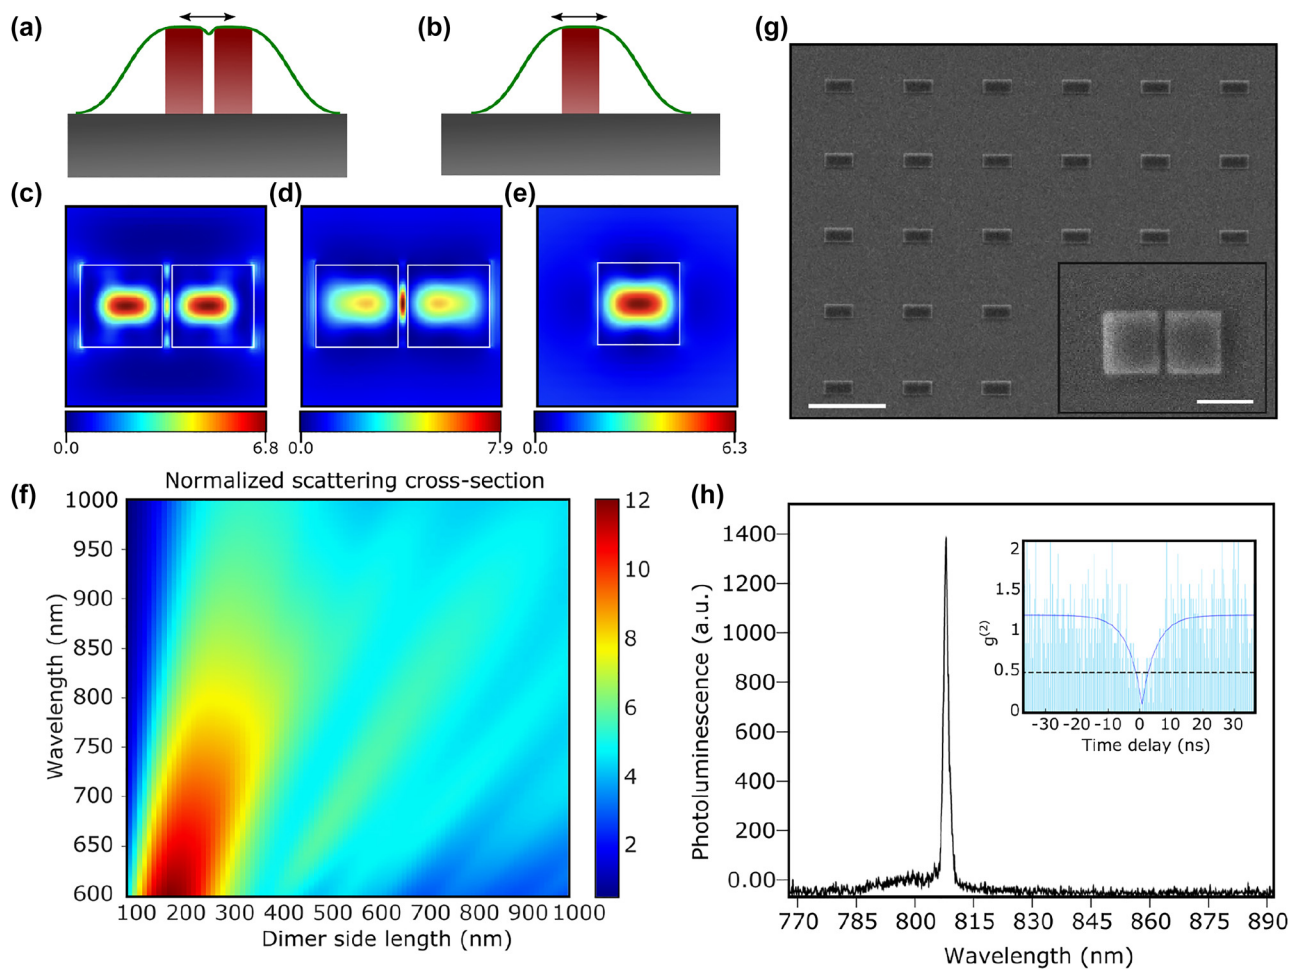 (a)
(b)
(g)
(c)
(d)
(e)
0.0
6.8
0.0
7.9
0.0
6.3
(f)
Normalized scattering cross-section
1000
950
900
850
800
750
700
650
600
Wavelength (nm)
100 200 300 400 500 600 700 800 900 1000
Dimer side length (nm)
12
10
8
6
4
2
(h)
1400
1200
1000
800
600
400
200
0.00
Photoluminescence (a.u.)
770 785 800 815 830 845 860 875 890
Wavelength (nm)
2
1.5
1
0.5
0
g(2)
-30 -20 -10 0 10 20 30
Time delay (ns)